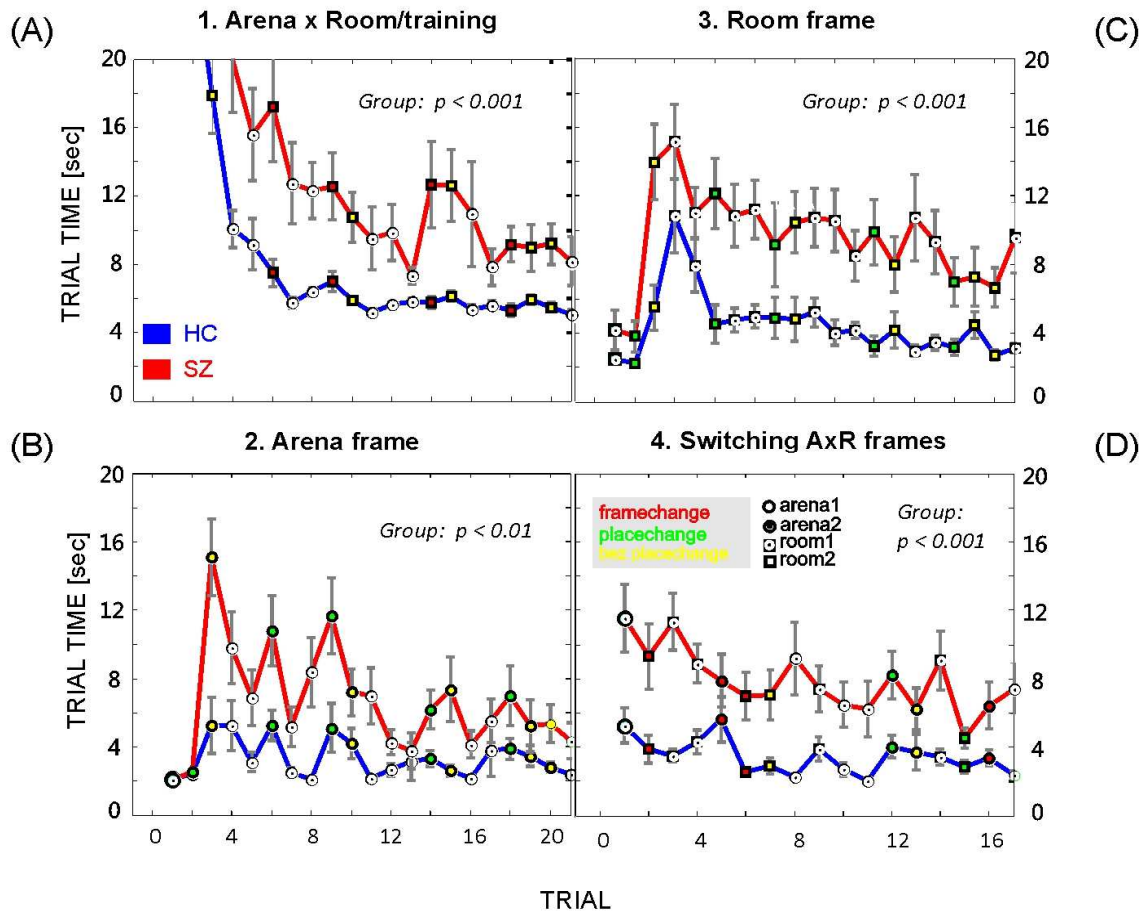 (A)
1. Arena x Room/training
20
16
12
8
4
0
TRIAL TIME [sec]
Group: p < 0.001
HC
SZ
3. Room frame
(C)
Group: p < 0.001
20
16
12
8
4
0
(B)
2. Arena frame
20
16
12
8
4
0
TRIAL TIME [sec]
Group: p < 0.01
0 4 8 12 16 20
4. Switching AxR frames
(D)
framechange
placechange
bez placechange
arena1
arena2
room1
room2
Group:
p < 0.001
20
16
12
8
4
0
0 4 8 12 16
TRIAL